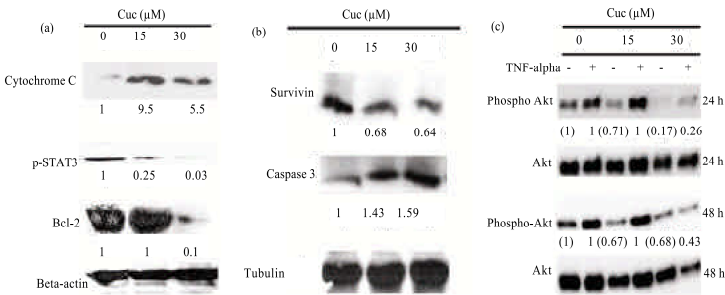 (a)
Cuc (µM)
0 15 30
Cytochrome C
1 9.5 5.5
p-STAT3
1 0.25 0.03
Bcl-2
1 1 0.1
Beta-actin
(b)
Cuc (µM)
0 15 30
Survivin
1 0.68 0.64
Caspase 3
1 1.43 1.59
Tubulin
(c)
Cuc (µM)
0 15 30
TNF-alpha - + - + - +
Phospho Akt 24 h
(1) 1 (0.71) 1 (0.17) 0.26
Akt 24 h
Phospho-Akt 48 h
(1) 1 (0.67) 1 (0.68) 0.43
Akt 48 h